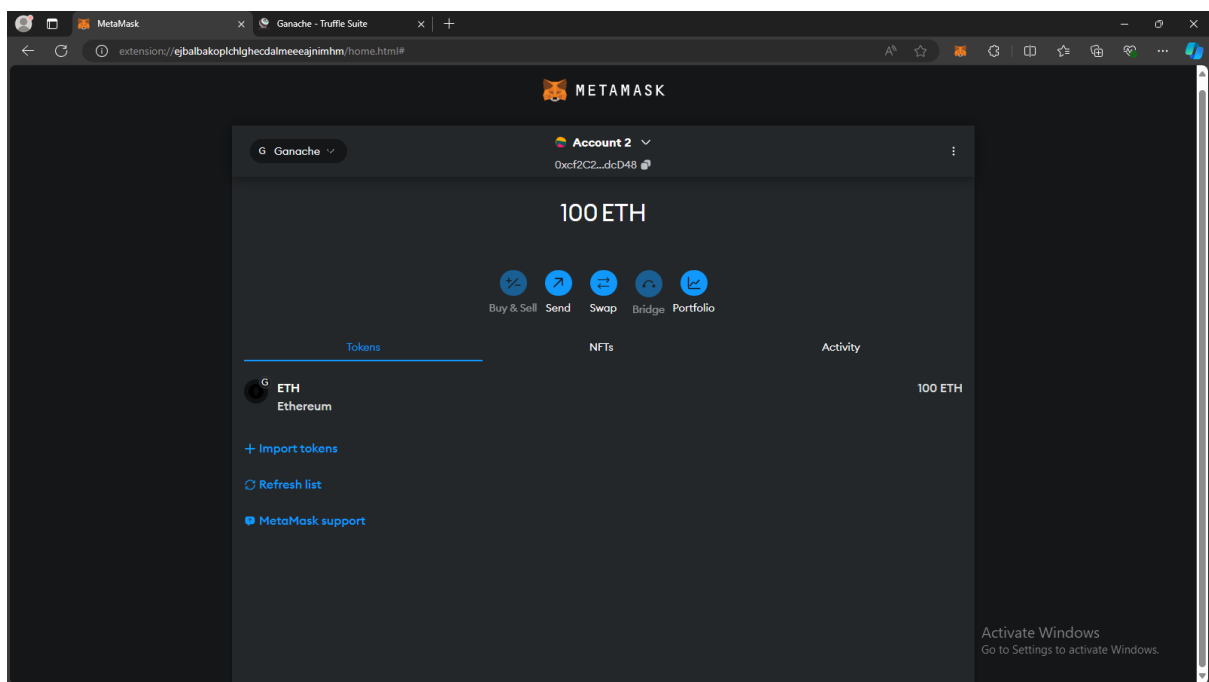 MetaMask
Ganache - Truffle Suite
extension://ejbalbakoplchlghecdalmeeeajnimhm/home.html#
METAMASK
G Ganache
Account 2
0xcf2C2...dcD48
100 ETH
Buy & Sell Send Swap Bridge Portfolio
Tokens NFTs Activity
G
ETH 100 ETH
Ethereum
+ Import tokens
Refresh list
MetaMask support
Activate Windows
Go to Settings to activate Windows.